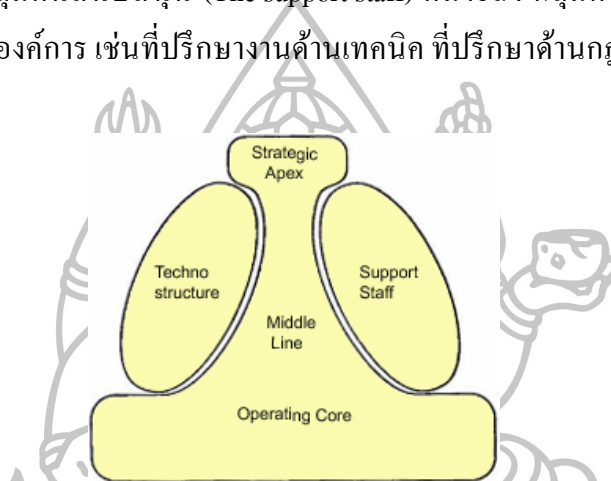 (The support staff)
องค์การ เช่นที่ปรึกษางานด้านเทคนิค ที่ปรึกษาด้านกฎ
Strategic
Apex
Techno
structure
Support
Staff
Middle
Line
Operating Core